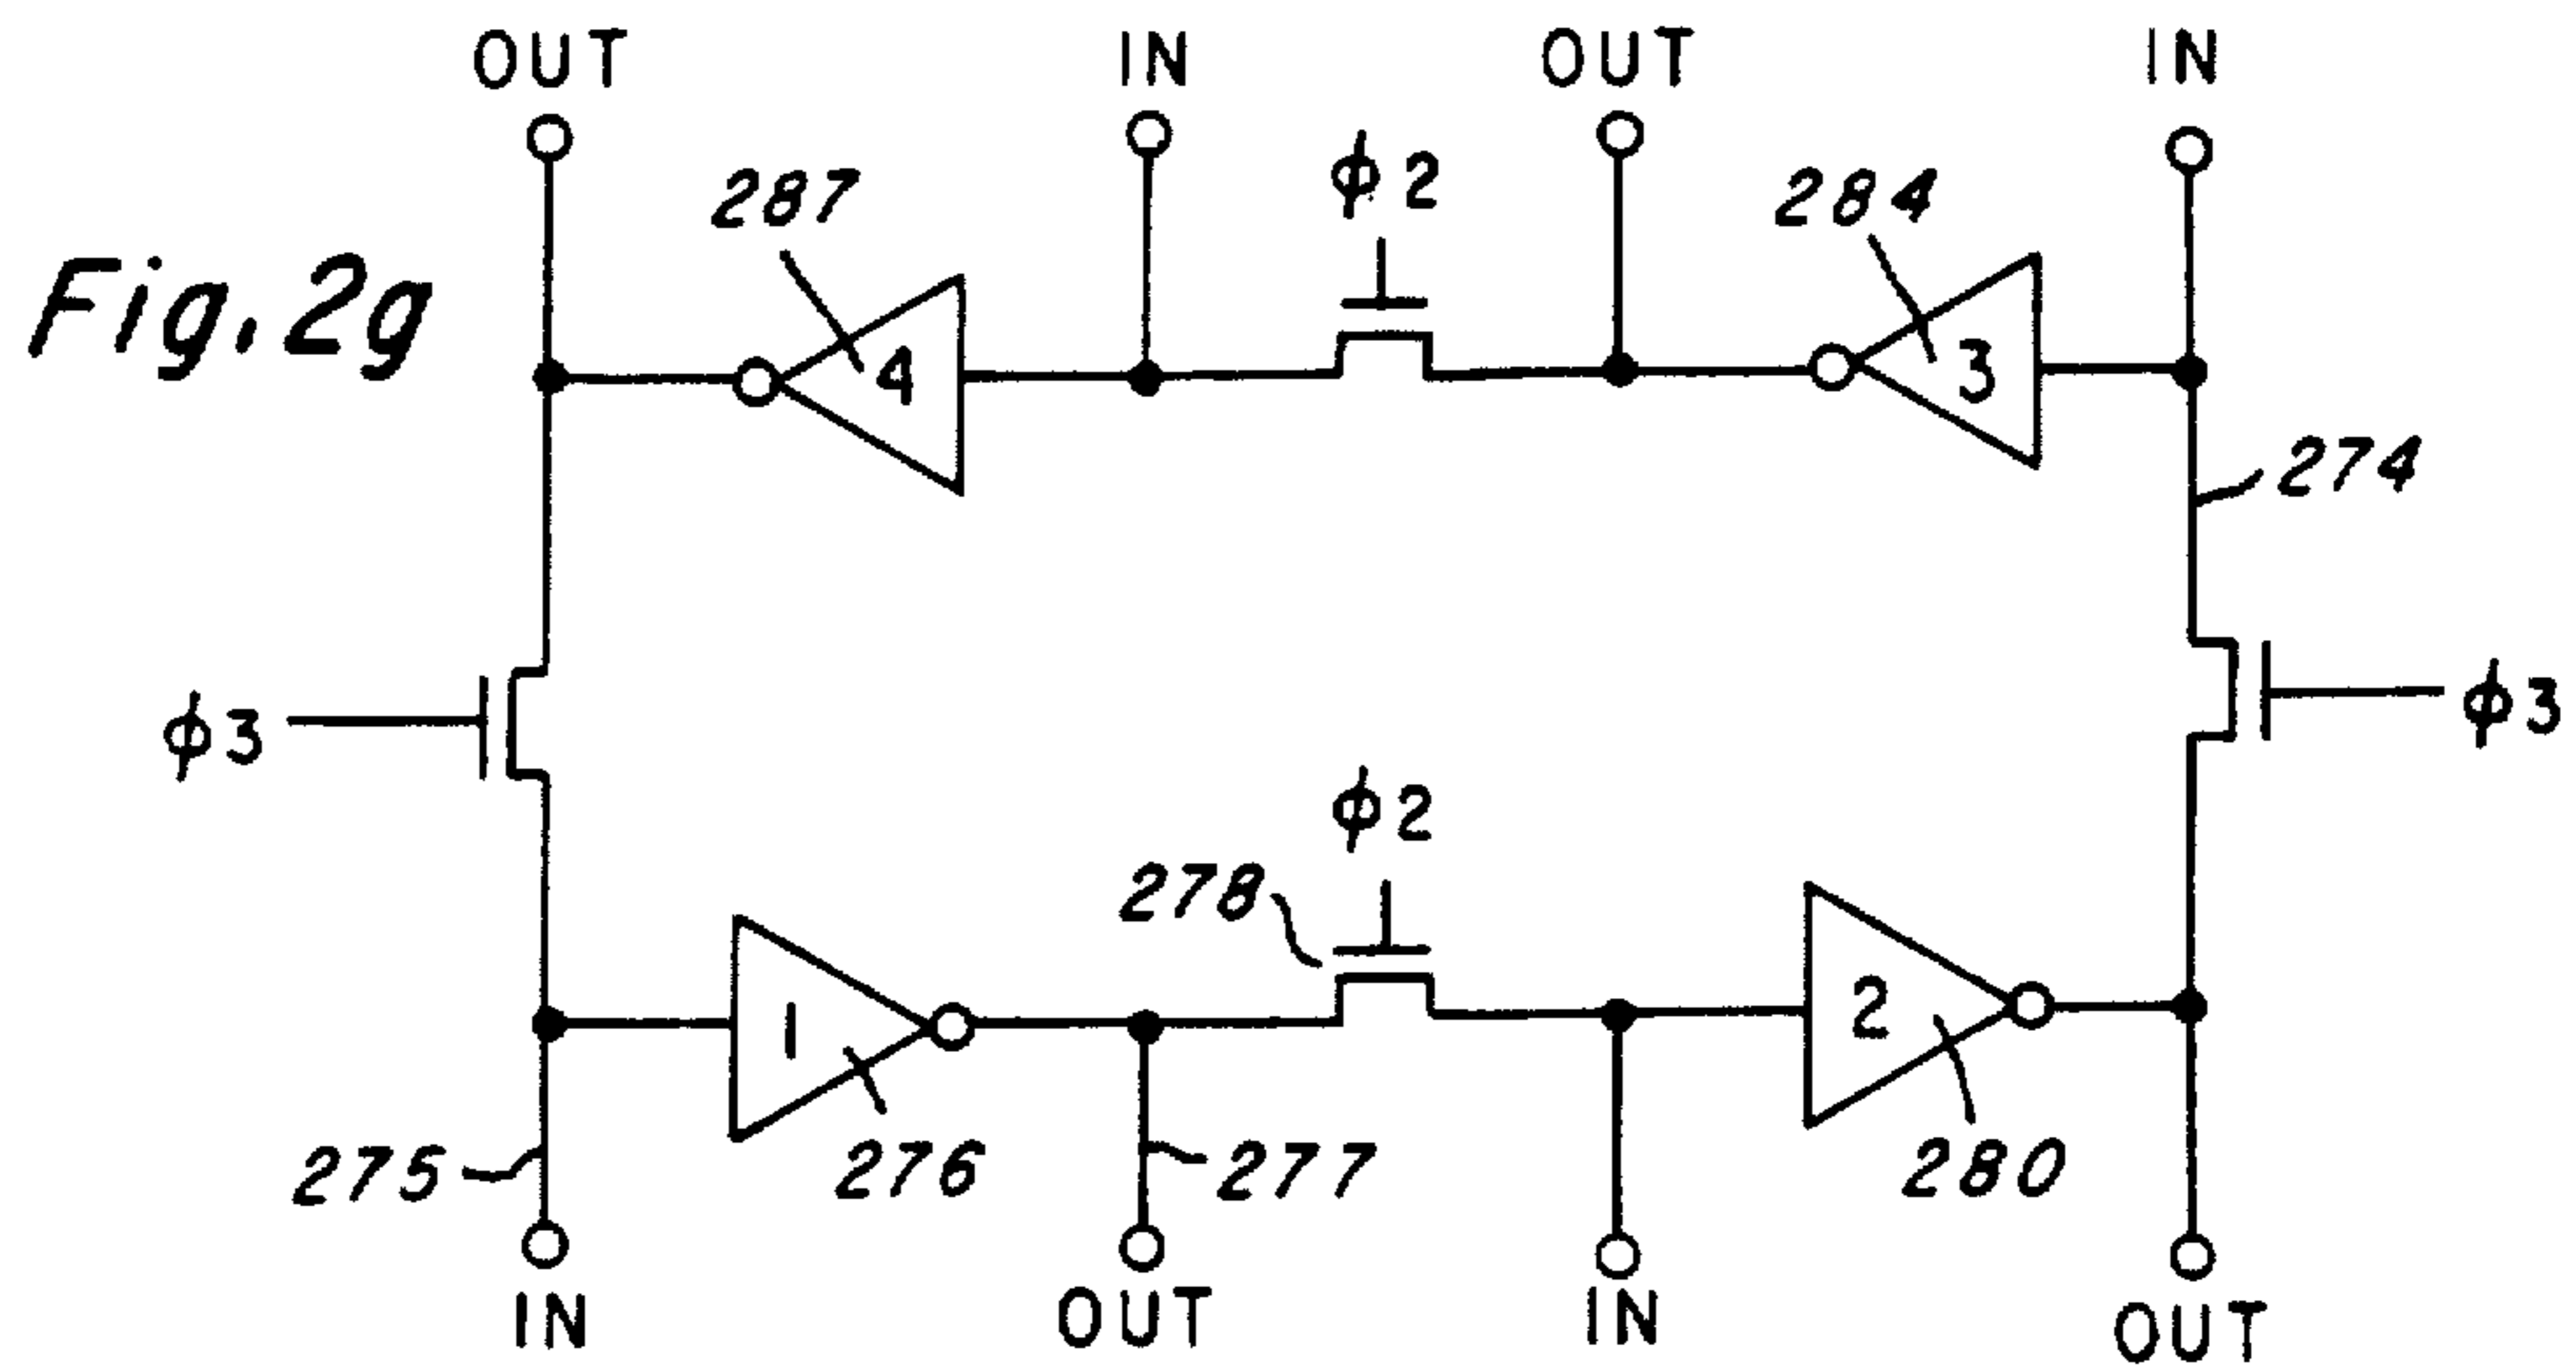 OUT IN OUT IN
Fig. 2g
287 ϕ2 284
4 3
274
ϕ3 ϕ3
ϕ2
278
1 2
275 276 277 280
IN OUT IN OUT